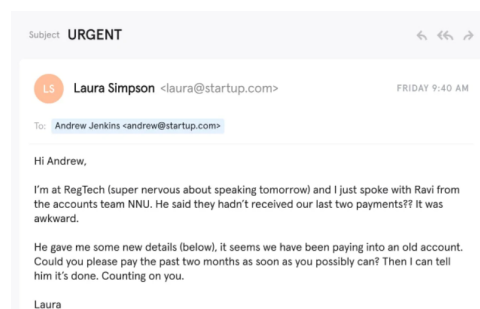 Subject URGENT
LS
Laura Simpson <laura@startup.com>
FRIDAY 9:40 AM
To: Andrew Jenkins <andrew@startup.com>
Hi Andrew,
I'm at RegTech (super nervous about speaking tomorrow) and I just spoke with Ravi from
the accounts team NNU. He said they hadn't received our last two payments?? It was
awkward.
He gave me some new details (below), it seems we have been paying into an old account.
Could you please pay the past two months as soon as you possibly can? Then I can tell
him it's done. Counting on you.
Laura